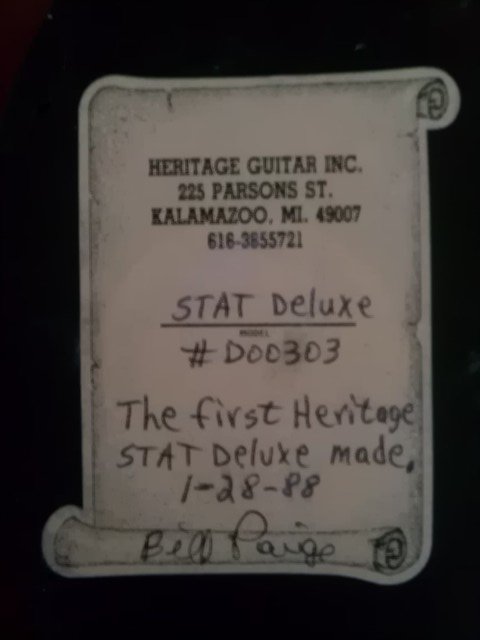 HERITAGE GUITAR INC.
225 PARSONS ST.
KALAMAZOO, MI. 49007
616-3855721
STAT Deluxe
MODEL
# D00303
The first Heritage
STAT Deluxe made.
1-28-88
Bill Paige